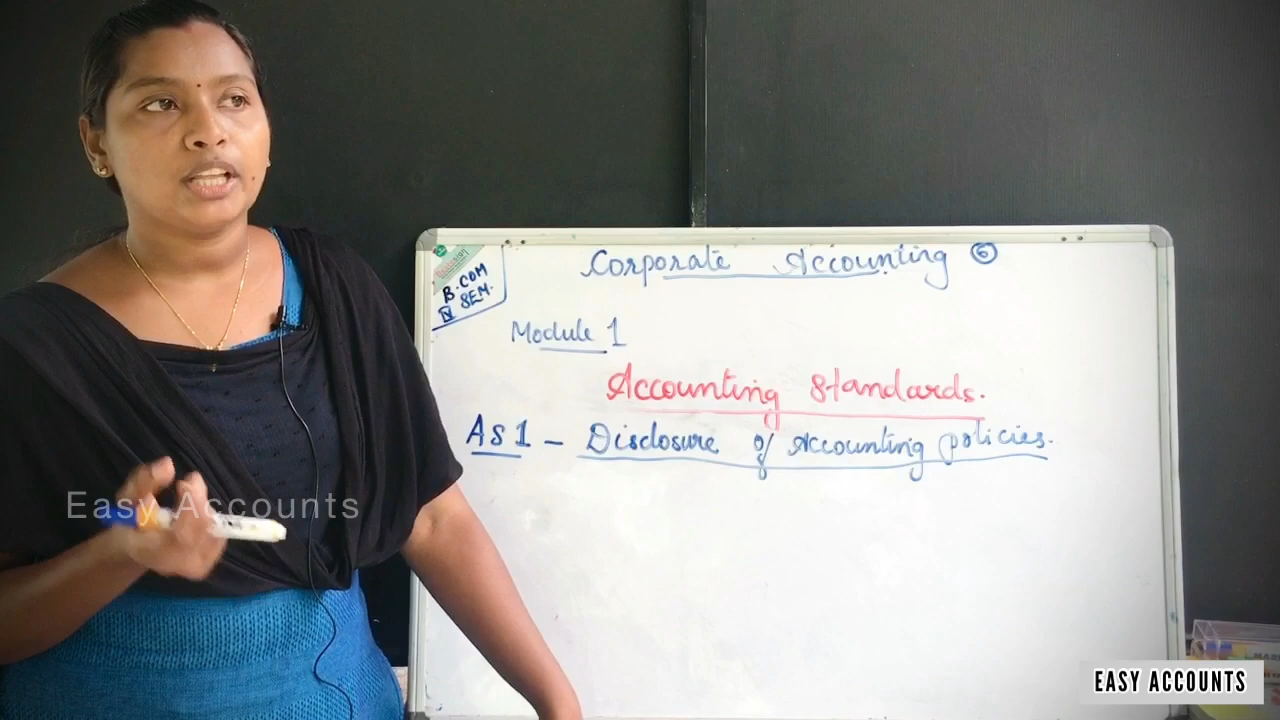 Corporate Accounting 6
B.COM
IV SEM.
Module 1
Accounting Standards.
AS 1 - Disclosure of Accounting policies.
Easy Accounts
EASY ACCOUNTS